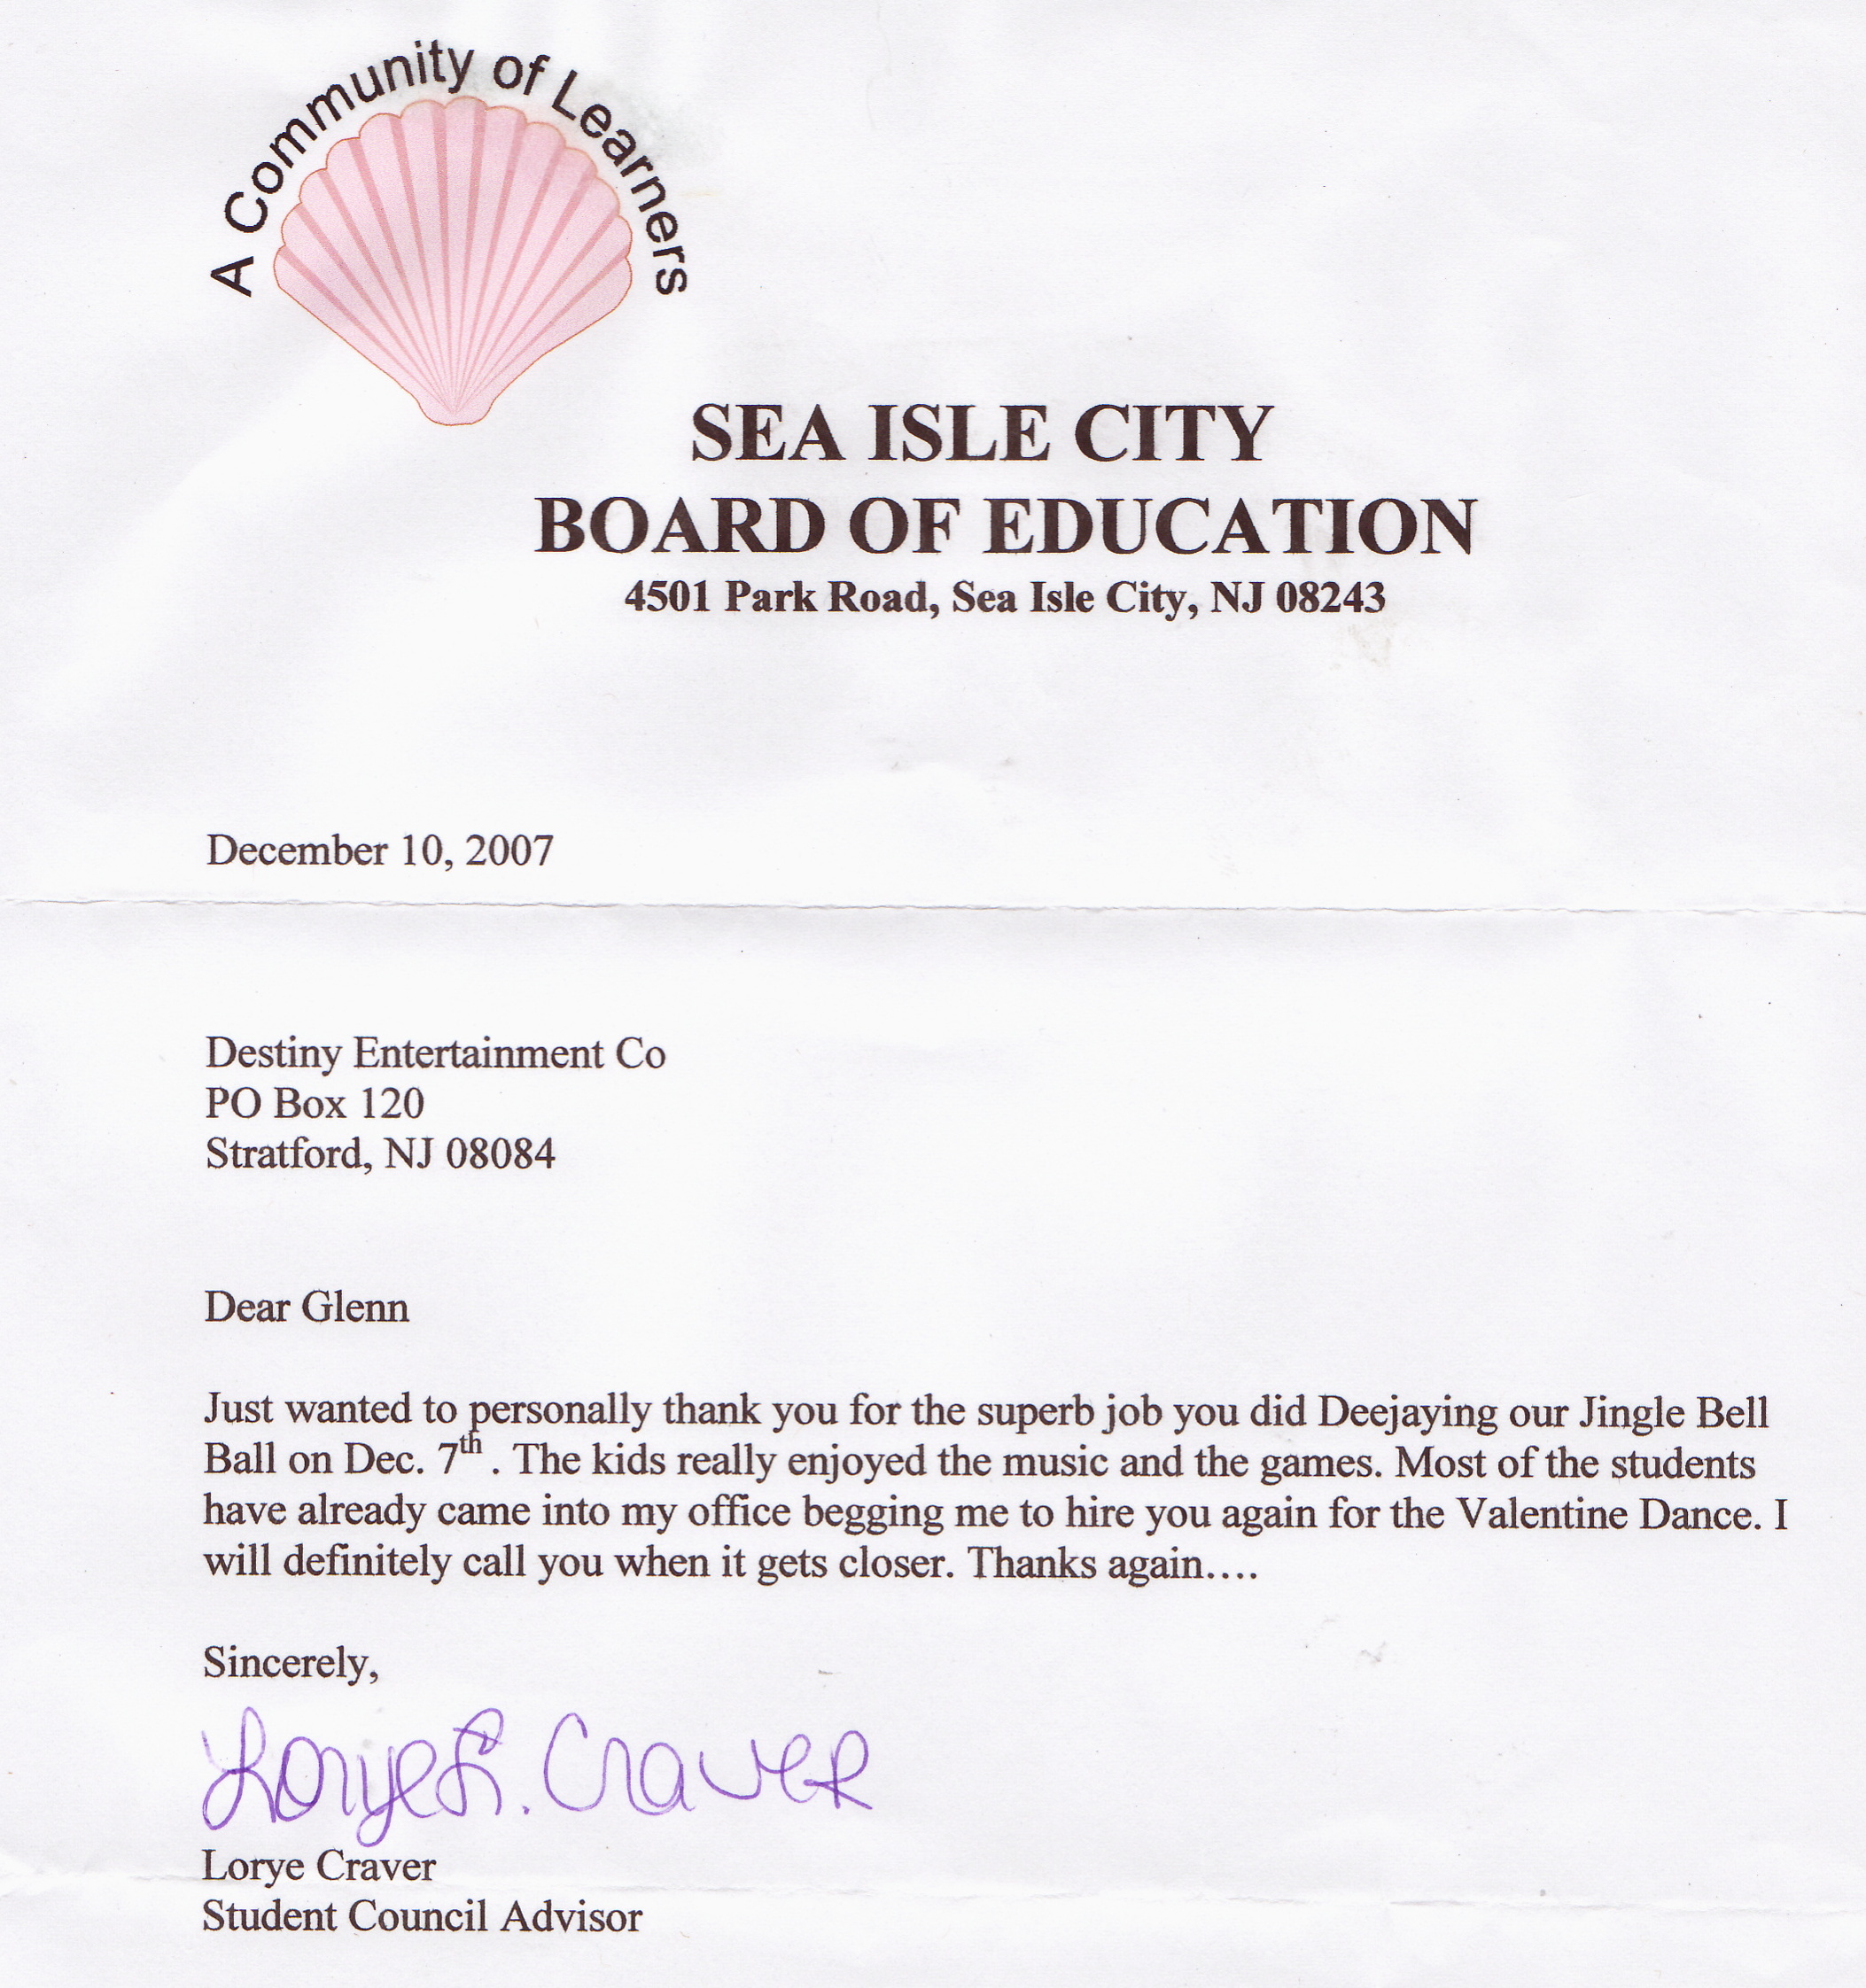 A Community of Learners
SEA ISLE CITY
BOARD OF EDUCATION
4501 Park Road, Sea Isle City, NJ 08243
December 10, 2007
Destiny Entertainment Co
PO Box 120
Stratford, NJ 08084
Dear Glenn
Just wanted to personally thank you for the superb job you did Deejaying our Jingle Bell
Ball on Dec. 7th . The kids really enjoyed the music and the games. Most of the students
have already came into my office begging me to hire you again for the Valentine Dance. I
will definitely call you when it gets closer. Thanks again….
Sincerely,
Lorye L. Craver
Lorye Craver
Student Council Advisor